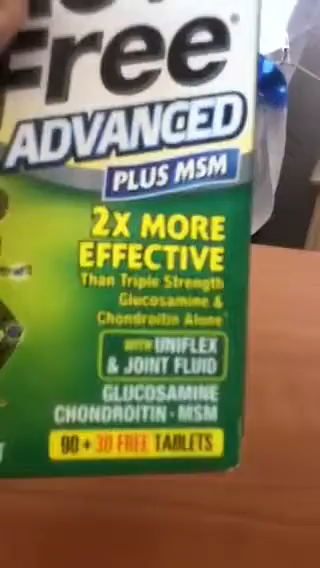 Free®
ADVANCED
PLUS MSM
2X MORE
EFFECTIVE
Than Triple Strength
Glucosamine &
Chondroitin Alone*
WITH UNIFLEX
& JOINT FLUID
GLUCOSAMINE
CHONDROITIN • MSM
90 + 30 FREE TABLETS